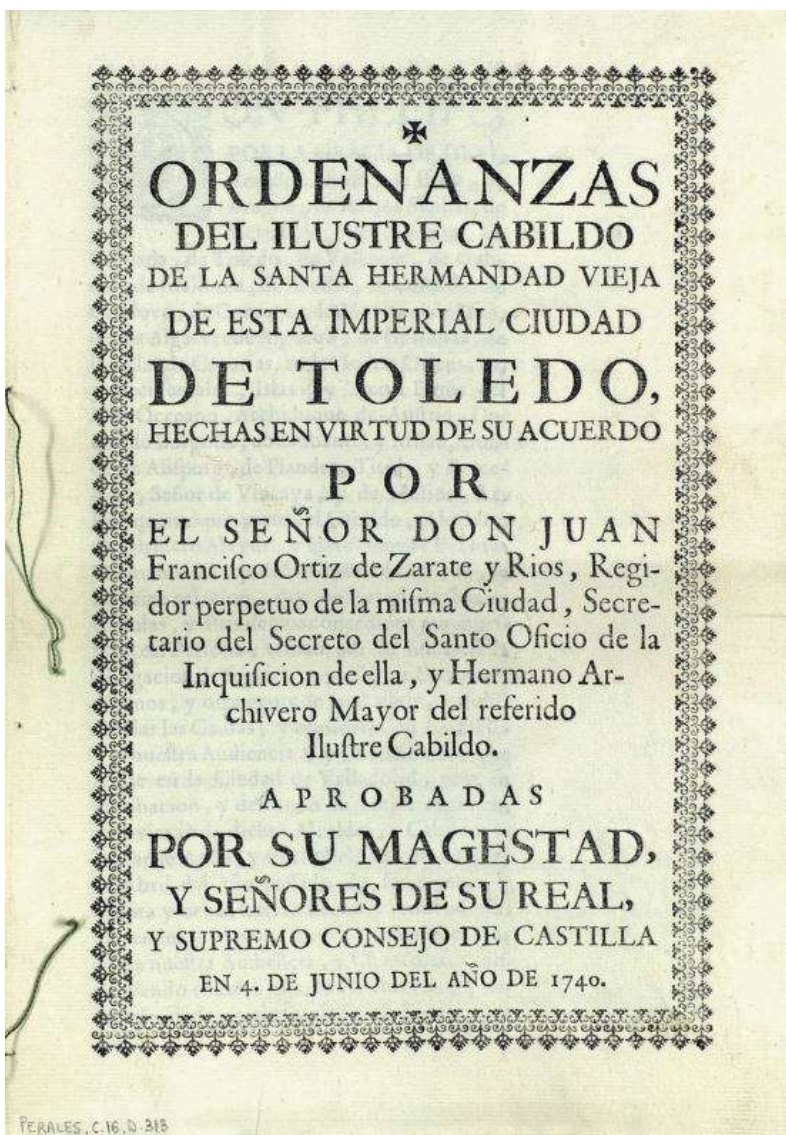 ✠
ORDENANZAS
DEL ILUSTRE CABILDO
DE LA SANTA HERMANDAD VIEJA
DE ESTA IMPERIAL CIUDAD
DE TOLEDO,
HECHAS EN VIRTUD DE SU ACUERDO
POR
EL SEÑOR DON JUAN
Franciſco Ortiz de Zarate y Rios, Regi-
dor perpetuo de la miſma Ciudad, Secre-
tario del Secreto del Santo Oficio de la
Inquiſicion de ella, y Hermano Ar-
chivero Mayor del referido
Iluſtre Cabildo.
APROBADAS
POR SU MAGESTAD,
Y SEÑORES DE SU REAL,
Y SUPREMO CONSEJO DE CASTILLA
EN 4. DE JUNIO DEL AÑO DE 1740.
PERALES, C.16, D.313